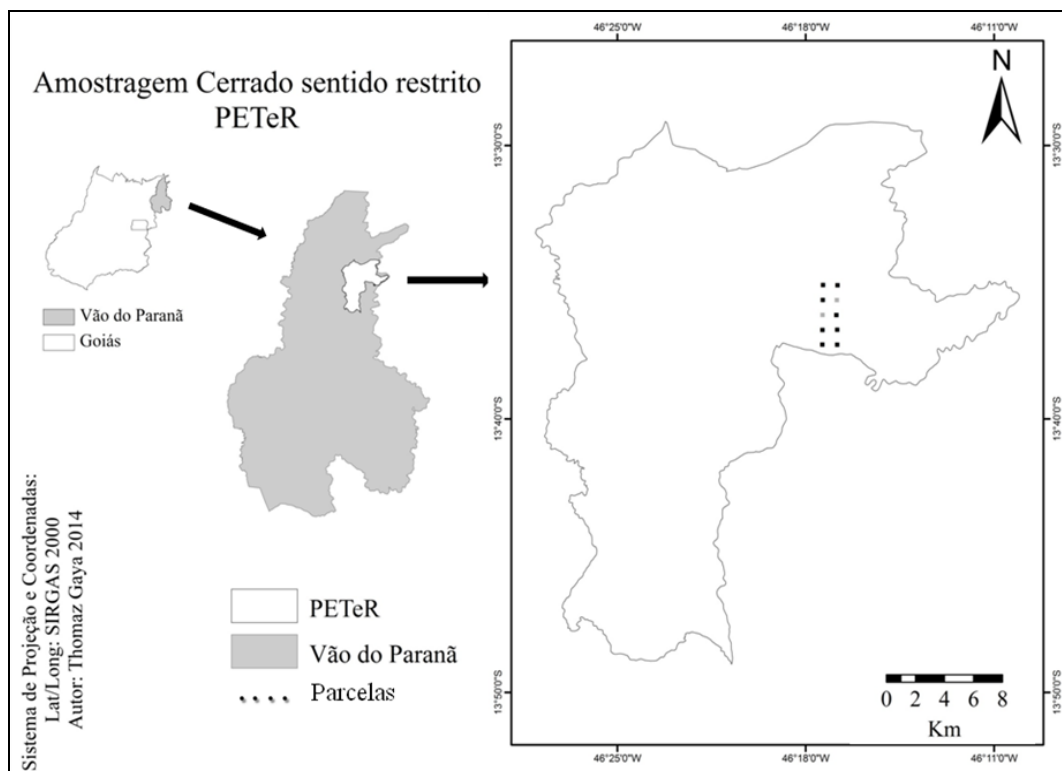 Amostragem Cerrado sentido restrito
PETeR
Vão do Paranã
Goiás
PETeR
Vão do Paranã
Parcelas
Sistema de Projeção e Coordenadas:
Lat/Long: SIRGAS 2000
Autor: Thomaz Gaya 2014
46°25'0"W
46°18'0"W
46°11'0"W
N
13°30'0"S
13°30'0"S
13°40'0"S
13°40'0"S
13°50'0"S
13°50'0"S
0 2 4 6 8
Km
46°25'0"W
46°18'0"W
46°11'0"W